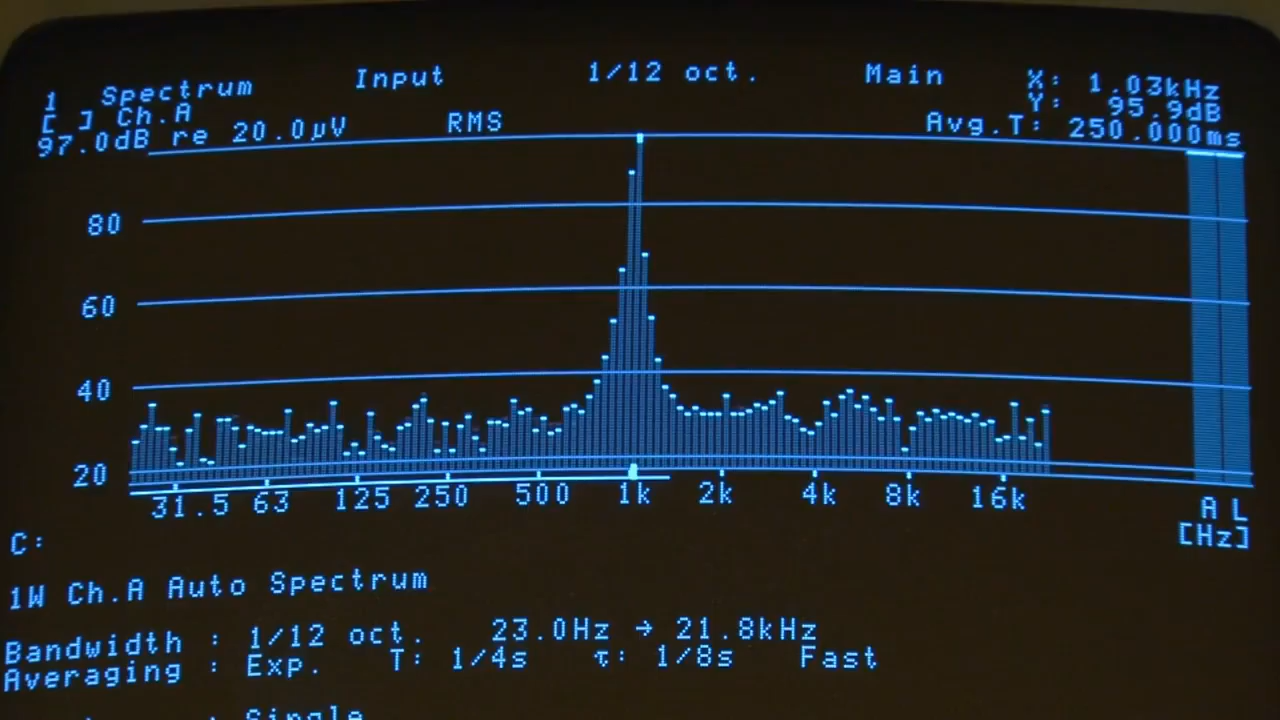 1 Spectrum Input 1/12 oct. Main X: 1.03kHz
[ ] Ch.A Y: 95.9dB
97.0dB re 20.0µV RMS Avg.T: 250.000ms
80
60
40
20
31.5 63 125 250 500 1k 2k 4k 8k 16k A L
[Hz]
C:
1W Ch.A Auto Spectrum
Bandwidth : 1/12 oct. 23.0Hz → 21.8kHz
Averaging : Exp. T: 1/4s τ: 1/8s Fast
: Single